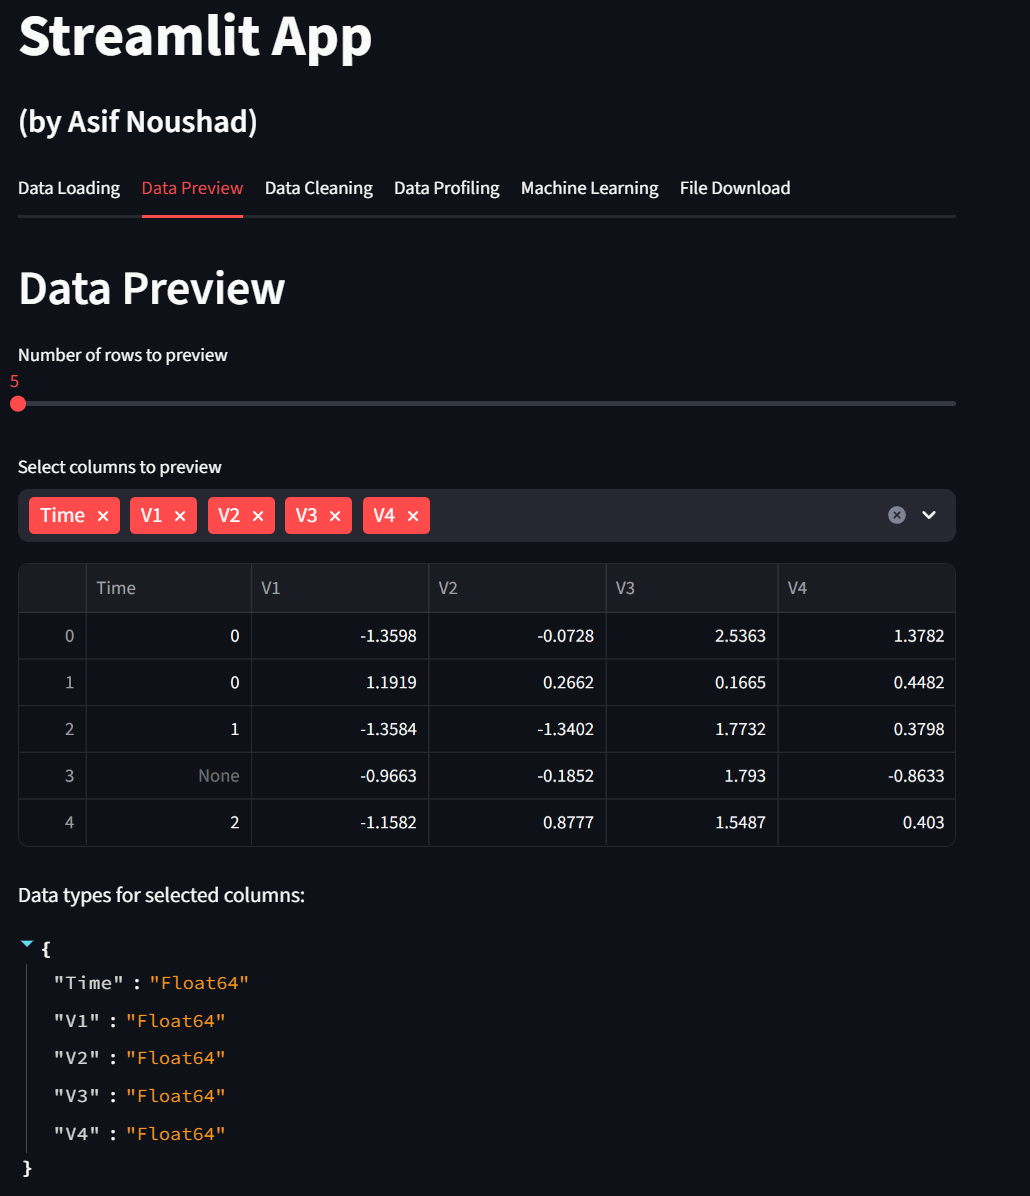 Streamlit App
(by Asif Noushad)
Data Loading Data Preview Data Cleaning Data Profiling Machine Learning File Download
Data Preview
Number of rows to preview
5
Select columns to preview
Time × V1 × V2 × V3 × V4 ×
Time V1 V2 V3 V4
0 0 -1.3598 -0.0728 2.5363 1.3782
1 0 1.1919 0.2662 0.1665 0.4482
2 1 -1.3584 -1.3402 1.7732 0.3798
3 None -0.9663 -0.1852 1.793 -0.8633
4 2 -1.1582 0.8777 1.5487 0.403
Data types for selected columns:
{
"Time" : "Float64"
"V1" : "Float64"
"V2" : "Float64"
"V3" : "Float64"
"V4" : "Float64"
}